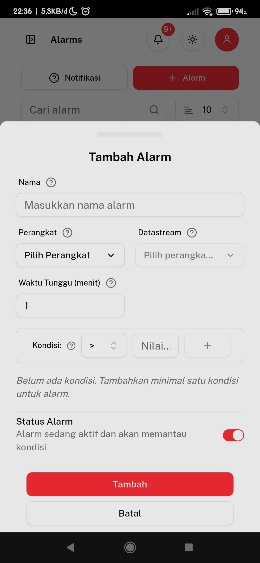 22:36 | 5,3KB/d
94%
Alarms
9+
Notifikasi
+ Alarm
Cari alarm
10
Tambah Alarm
Nama
Masukkan nama alarm
Perangkat
Datastream
Pilih Perangkat
Pilih perangka...
Waktu Tunggu (menit)
1
Kondisi:
>
Nilai...
+
Belum ada kondisi. Tambahkan minimal satu kondisi
untuk alarm.
Status Alarm
Alarm sedang aktif dan akan memantau
kondisi
Tambah
Batal